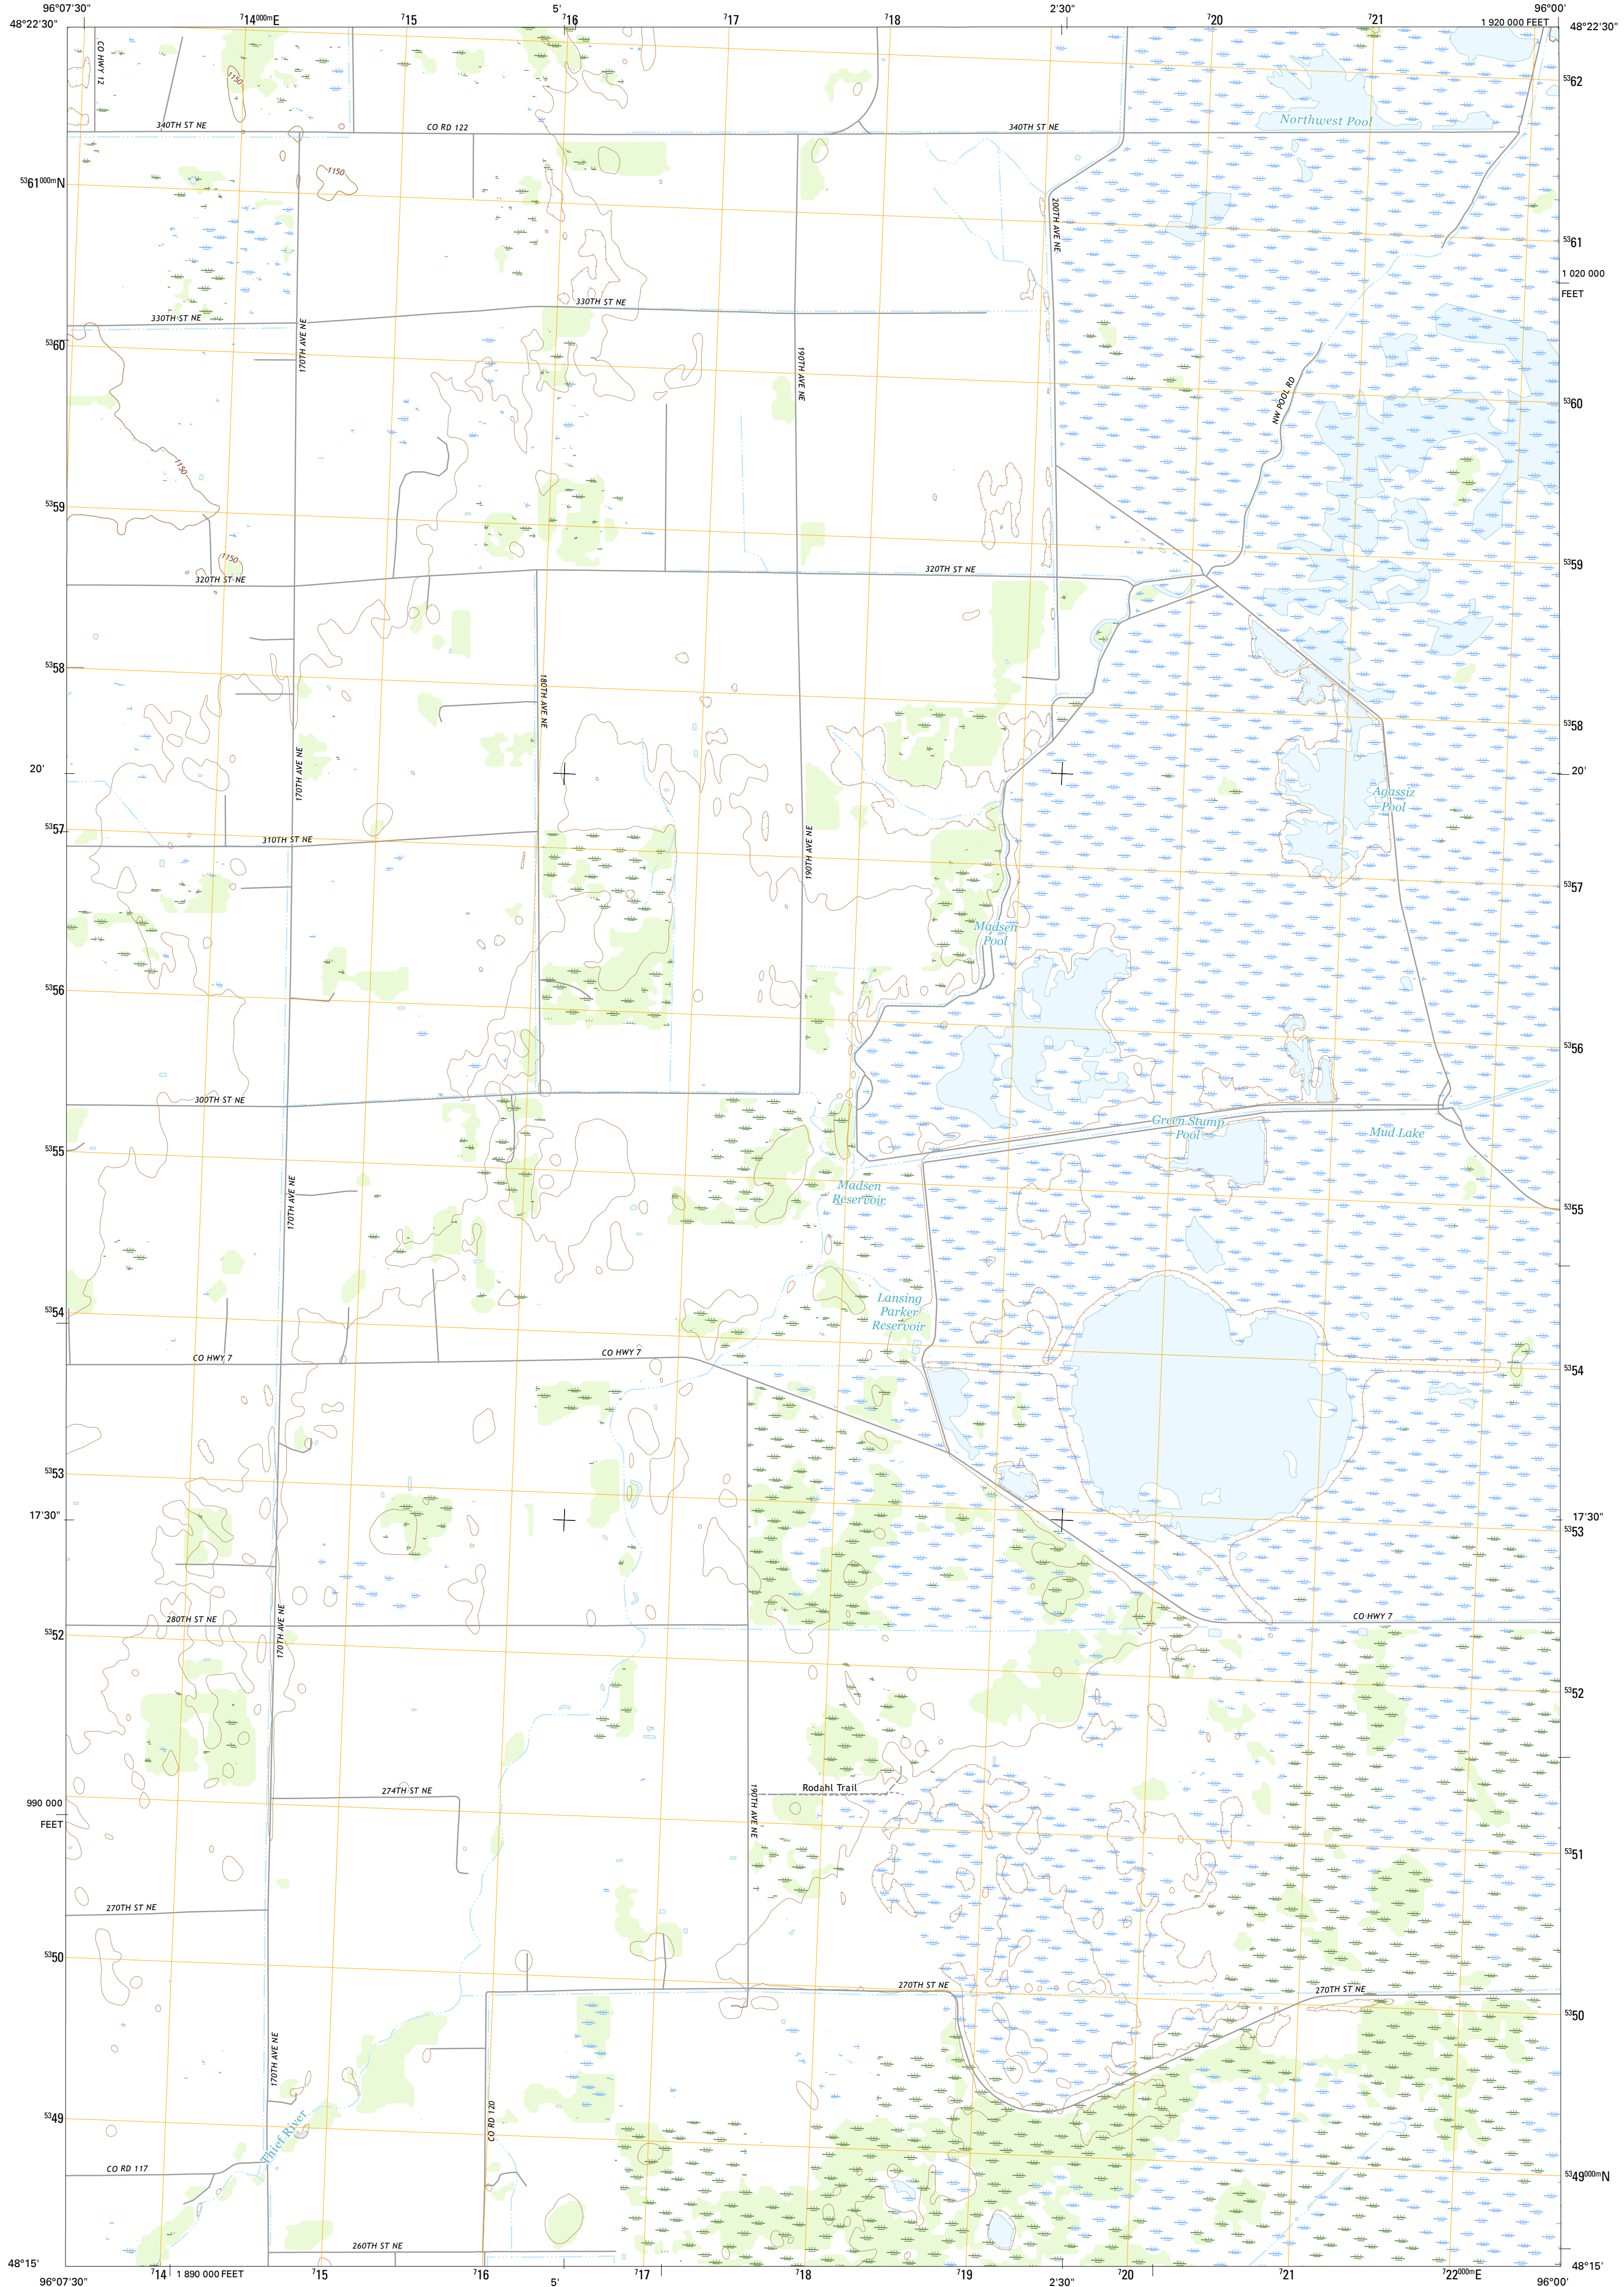 96°07'30"
⁷14⁰⁰⁰ᵐE
⁷15
5'
⁷16
⁷17
⁷18
2'30"
⁷20
⁷21
1 920 000 FEET
96°00'
48°22'30"
48°22'30"
CO HWY 12
1150
⁵³62
Northwest Pool
340TH ST NE
CO RD 122
340TH ST NE
⁵³61⁰⁰⁰ᵐN
1150
200TH AVE NE
⁵³61
1 020 000
FEET
330TH ST NE
330TH ST NE
170TH AVE NE
190TH AVE NE
⁵³60
NW POOL RD
⁵³60
1150
⁵³59
1150
320TH ST NE
320TH ST NE
⁵³59
⁵³58
180TH AVE NE
⁵³58
20'
170TH AVE NE
20'
Agassiz
Pool
⁵³57
310TH ST NE
190TH AVE NE
⁵³57
Madsen
Pool
⁵³56
⁵³56
300TH ST NE
Green Stump
Pool
Mud Lake
⁵³55
170TH AVE NE
Madsen
Reservoir
⁵³55
Lansing
Parker
Reservoir
⁵³54
CO HWY 7
CO HWY 7
⁵³54
⁵³53
17'30"
17'30"
⁵³53
280TH ST NE
170TH AVE NE
CO HWY 7
⁵³52
⁵³52
274TH ST NE
Rodahl Trail
190TH AVE NE
990 000
FEET
⁵³51
270TH ST NE
⁵³50
270TH ST NE
270TH ST NE
⁵³50
170TH AVE NE
⁵³49
CO RD 120
Thief River
CO RD 117
⁵³49⁰⁰⁰ᵐN
260TH ST NE
48°15'
48°15'
96°07'30"
⁷14
1 890 000 FEET
⁷15
⁷16
5'
⁷17
⁷18
⁷19
2'30"
⁷20
⁷21
⁷22⁰⁰⁰ᵐE
96°00'